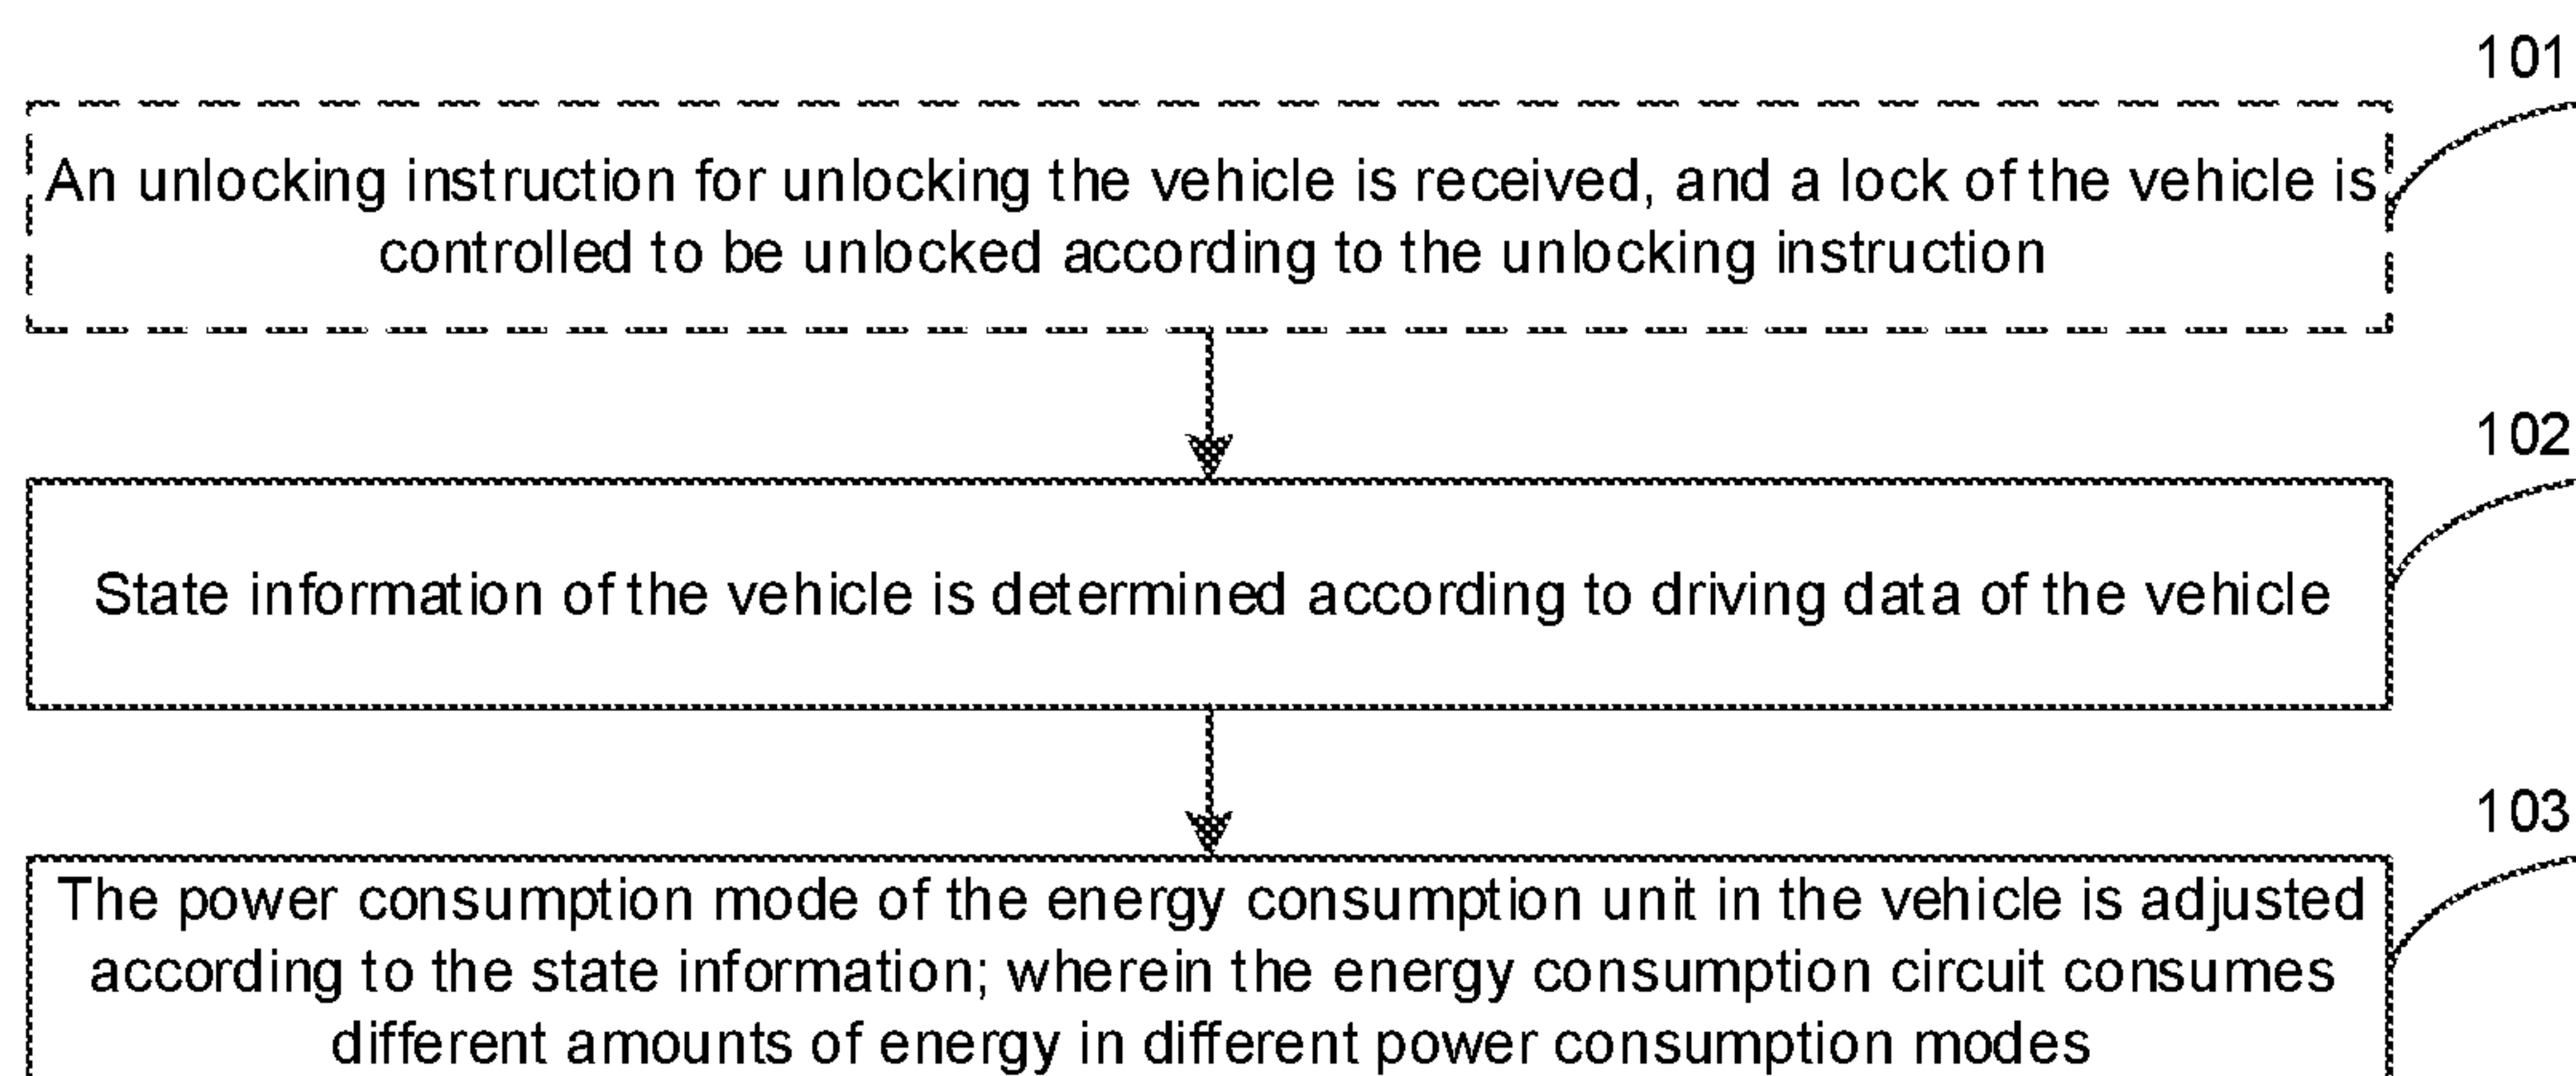 101
An unlocking instruction for unlocking the vehicle is received, and a lock of the vehicle is
controlled to be unlocked according to the unlocking instruction
102
State information of the vehicle is determined according to driving data of the vehicle
103
The power consumption mode of the energy consumption unit in the vehicle is adjusted
according to the state information; wherein the energy consumption circuit consumes
different amounts of energy in different power consumption modes